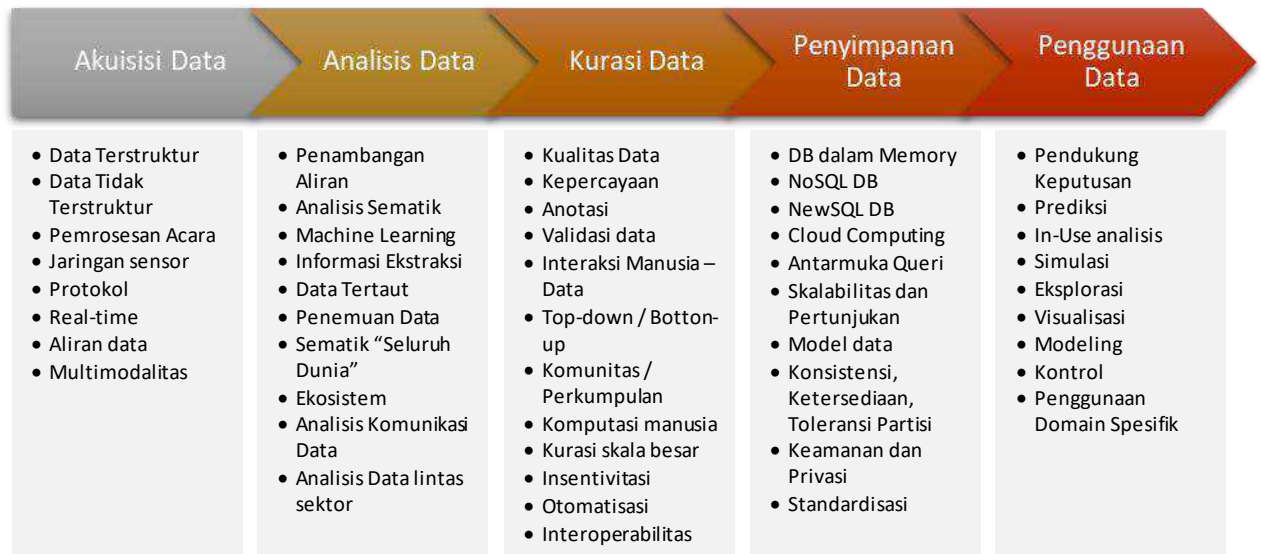 Akuisisi Data
Analisis Data
Kurasi Data
Penyimpanan
Data
Penggunaan
Data
• Data Terstruktur
• Data Tidak
Terstruktur
• Pemrosesan Acara
• Jaringan sensor
• Protokol
• Real-time
• Aliran data
• Multimodalitas
• Penambangan
Aliran
• Analisis Sematik
• Machine Learning
• Informasi Ekstraksi
• Data Tertaut
• Penemuan Data
• Sematik “Seluruh
Dunia”
• Ekosistem
• Analisis Komunikasi
Data
• Analisis Data lintas
sektor
• Kualitas Data
• Kepercayaan
• Anotasi
• Validasi data
• Interaksi Manusia –
Data
• Top-down / Botton-
up
• Komunitas /
Perkumpulan
• Komputasi manusia
• Kurasi skala besar
• Insentivitasi
• Otomatisasi
• Interoperabilitas
• DB dalam Memory
• NoSQL DB
• NewSQL DB
• Cloud Computing
• Antarmuka Queri
• Skalabilitas dan
Pertunjukan
• Model data
• Konsistensi,
Ketersediaan,
Toleransi Partisi
• Keamanan dan
Privasi
• Standardisasi
• Pendukung
Keputusan
• Prediksi
• In-Use analisis
• Simulasi
• Eksplorasi
• Visualisasi
• Modeling
• Kontrol
• Penggunaan
Domain Spesifik